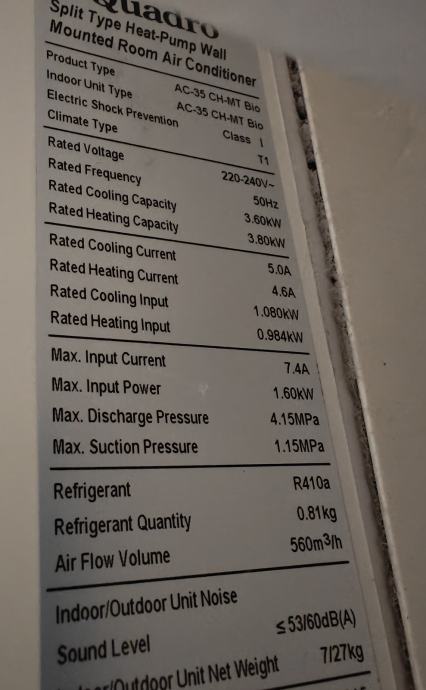 Quadro
Split Type Heat-Pump Wall
Mounted Room Air Conditioner
Product Type AC-35 CH-MT Bio
Indoor Unit Type AC-35 CH-MT Bio
Electric Shock Prevention Class I
Climate Type T1
Rated Voltage 220-240V~
Rated Frequency 50Hz
Rated Cooling Capacity 3.60kW
Rated Heating Capacity 3.80kW
Rated Cooling Current 5.0A
Rated Heating Current 4.6A
Rated Cooling Input 1.080kW
Rated Heating Input 0.984kW
Max. Input Current 7.4A
Max. Input Power 1.60kW
Max. Discharge Pressure 4.15MPa
Max. Suction Pressure 1.15MPa
Refrigerant R410a
Refrigerant Quantity 0.81kg
Air Flow Volume 560m³/h
Indoor/Outdoor Unit Noise
Sound Level ≤53/60dB(A)
Indoor/Outdoor Unit Net Weight 7/27kg